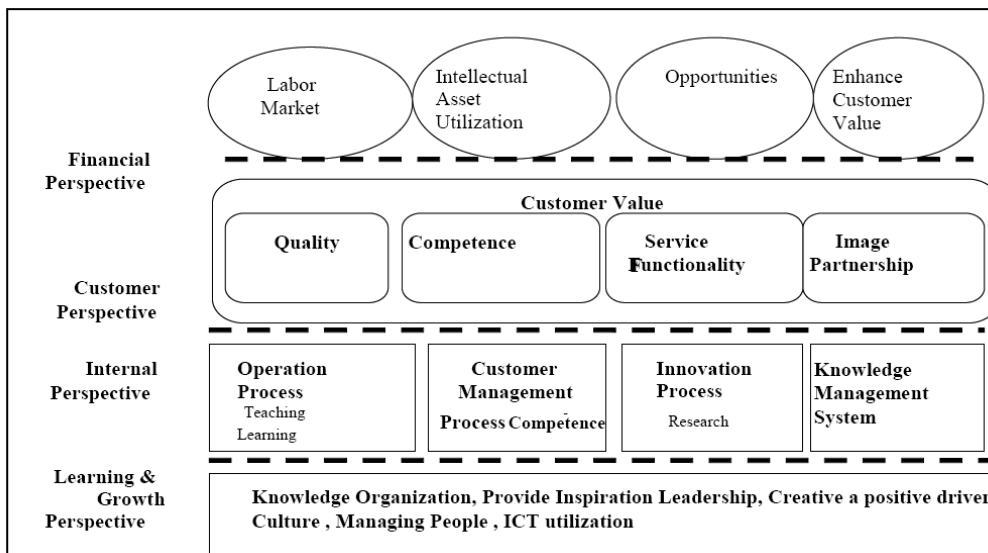 Labor
Market
Intellectual
Asset
Utilization
Opportunities
Enhance
Customer
Value
Financial
Perspective
Customer Value
Quality
Competence
Service
Functionality
Image
Partnership
Customer
Perspective
Internal
Perspective
Operation
Process
Teaching
Learning
Customer
Management
Process Competence
Innovation
Process
Research
Knowledge
Management
System
Learning &
Growth
Perspective
Knowledge Organization, Provide Inspiration Leadership, Creative a positive driven
Culture , Managing People , ICT utilization